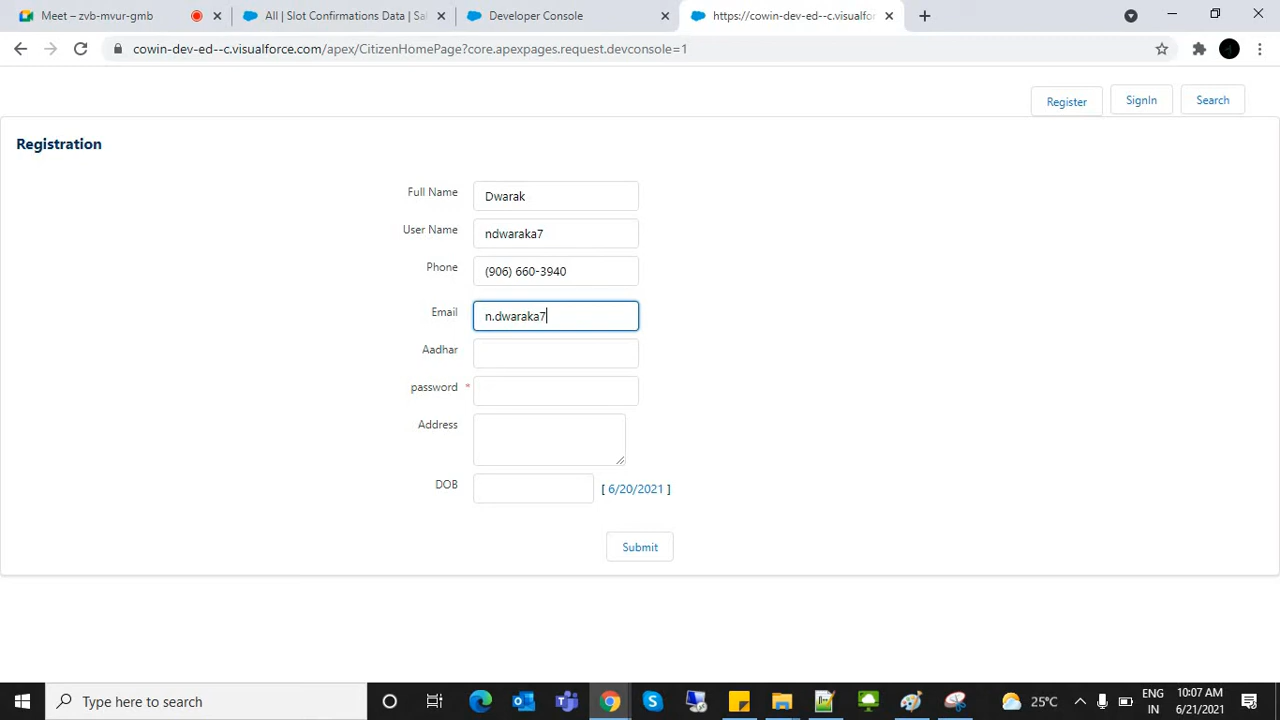 Meet – zvb-mvur-gmb
All | Slot Confirmations Data | Sa
Developer Console
https://cowin-dev-ed--c.visualfor
cowin-dev-ed--c.visualforce.com/apex/CitizenHomePage?core.apexpages.request.devconsole=1
Register
SignIn
Search
Registration
Full Name
Dwarak
User Name
ndwaraka7
Phone
(906) 660-3940
Email
n.dwaraka7
Aadhar
password *
Address
DOB
[ 6/20/2021 ]
Submit
Type here to search
25°C
ENG
IN
10:07 AM
6/21/2021